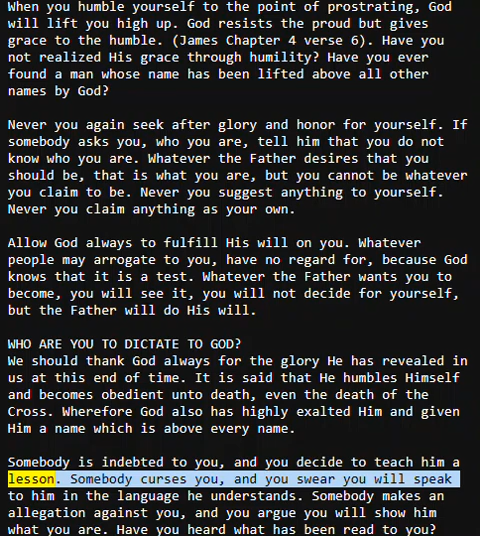 When you humble yourself to the point of prostrating, God
will lift you high up. God resists the proud but gives
grace to the humble. (James Chapter 4 verse 6). Have you
not realized His grace through humility? Have you ever
found a man whose name has been lifted above all other
names by God?
Never you again seek after glory and honor for yourself. If
somebody asks you, who you are, tell him that you do not
know who you are. Whatever the Father desires that you
should be, that is what you are, but you cannot be whatever
you claim to be. Never you suggest anything to yourself.
Never you claim anything as your own.
Allow God always to fulfill His will on you. Whatever
people may arrogate to you, have no regard for, because God
knows that it is a test. Whatever the Father wants you to
become, you will see it, you will not decide for yourself,
but the Father will do His will.
WHO ARE YOU TO DICTATE TO GOD?
We should thank God always for the glory He has revealed in
us at this end of time. It is said that He humbles Himself
and becomes obedient unto death, even the death of the
Cross. Wherefore God also has highly exalted Him and given
Him a name which is above every name.
Somebody is indebted to you, and you decide to teach him a
lesson. Somebody curses you, and you swear you will speak
to him in the language he understands. Somebody makes an
allegation against you, and you argue you will show him
what you are. Have you heard what has been read to you?